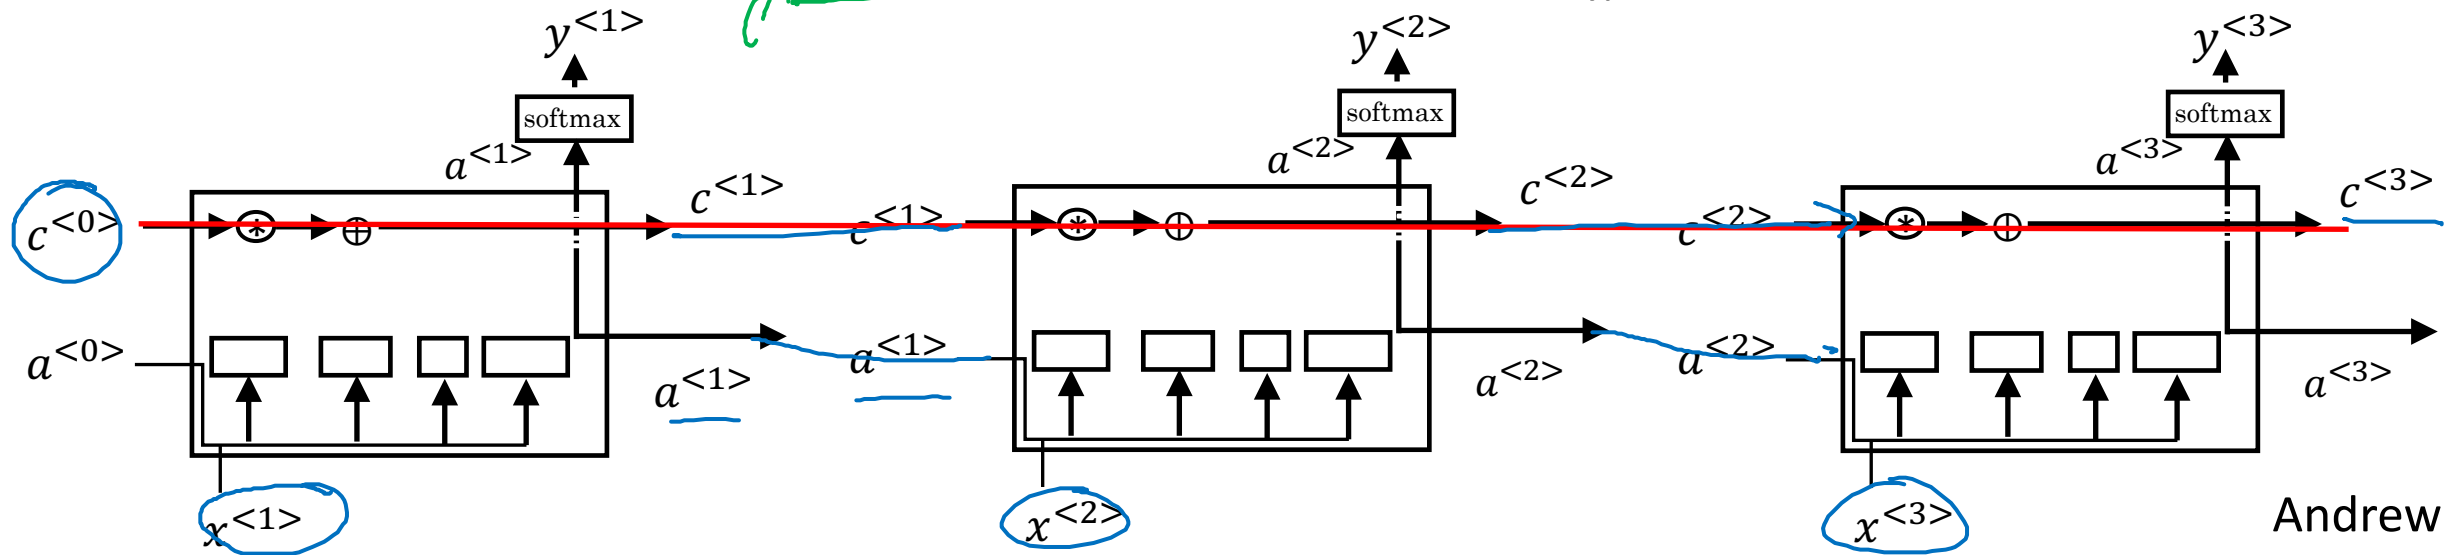 y<1> y<2> y<3>
softmax softmax softmax
a<1> a<2> a<3>
c<0> c<1> c<1> c<2> c<2> c<3>
* * *
a<0> a<1> a<1> a<2> a<2> a<3>
x<1> x<2> x<3>
Andrew